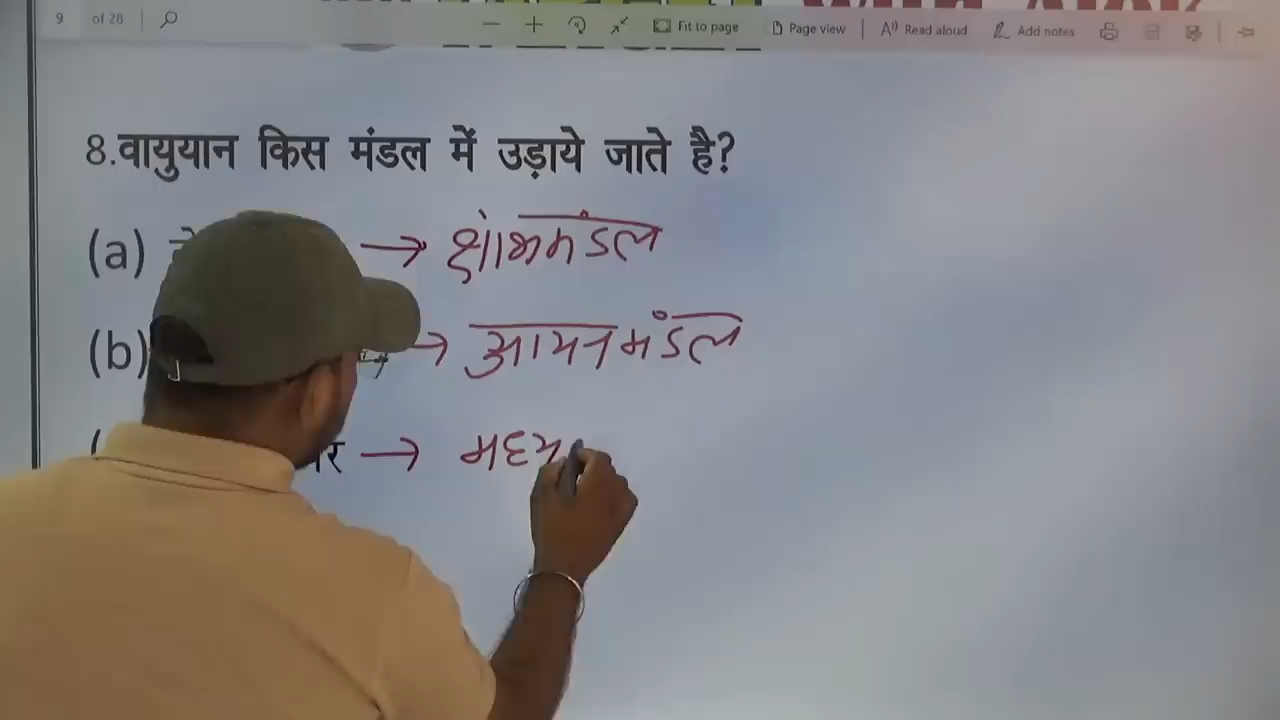 9 of 28 Fit to page Page view Read aloud Add notes
8.वायुयान किस मंडल में उड़ाये जाते है?
(a) → क्षोभमंडल
(b) → आयनमंडल
→ मध्य